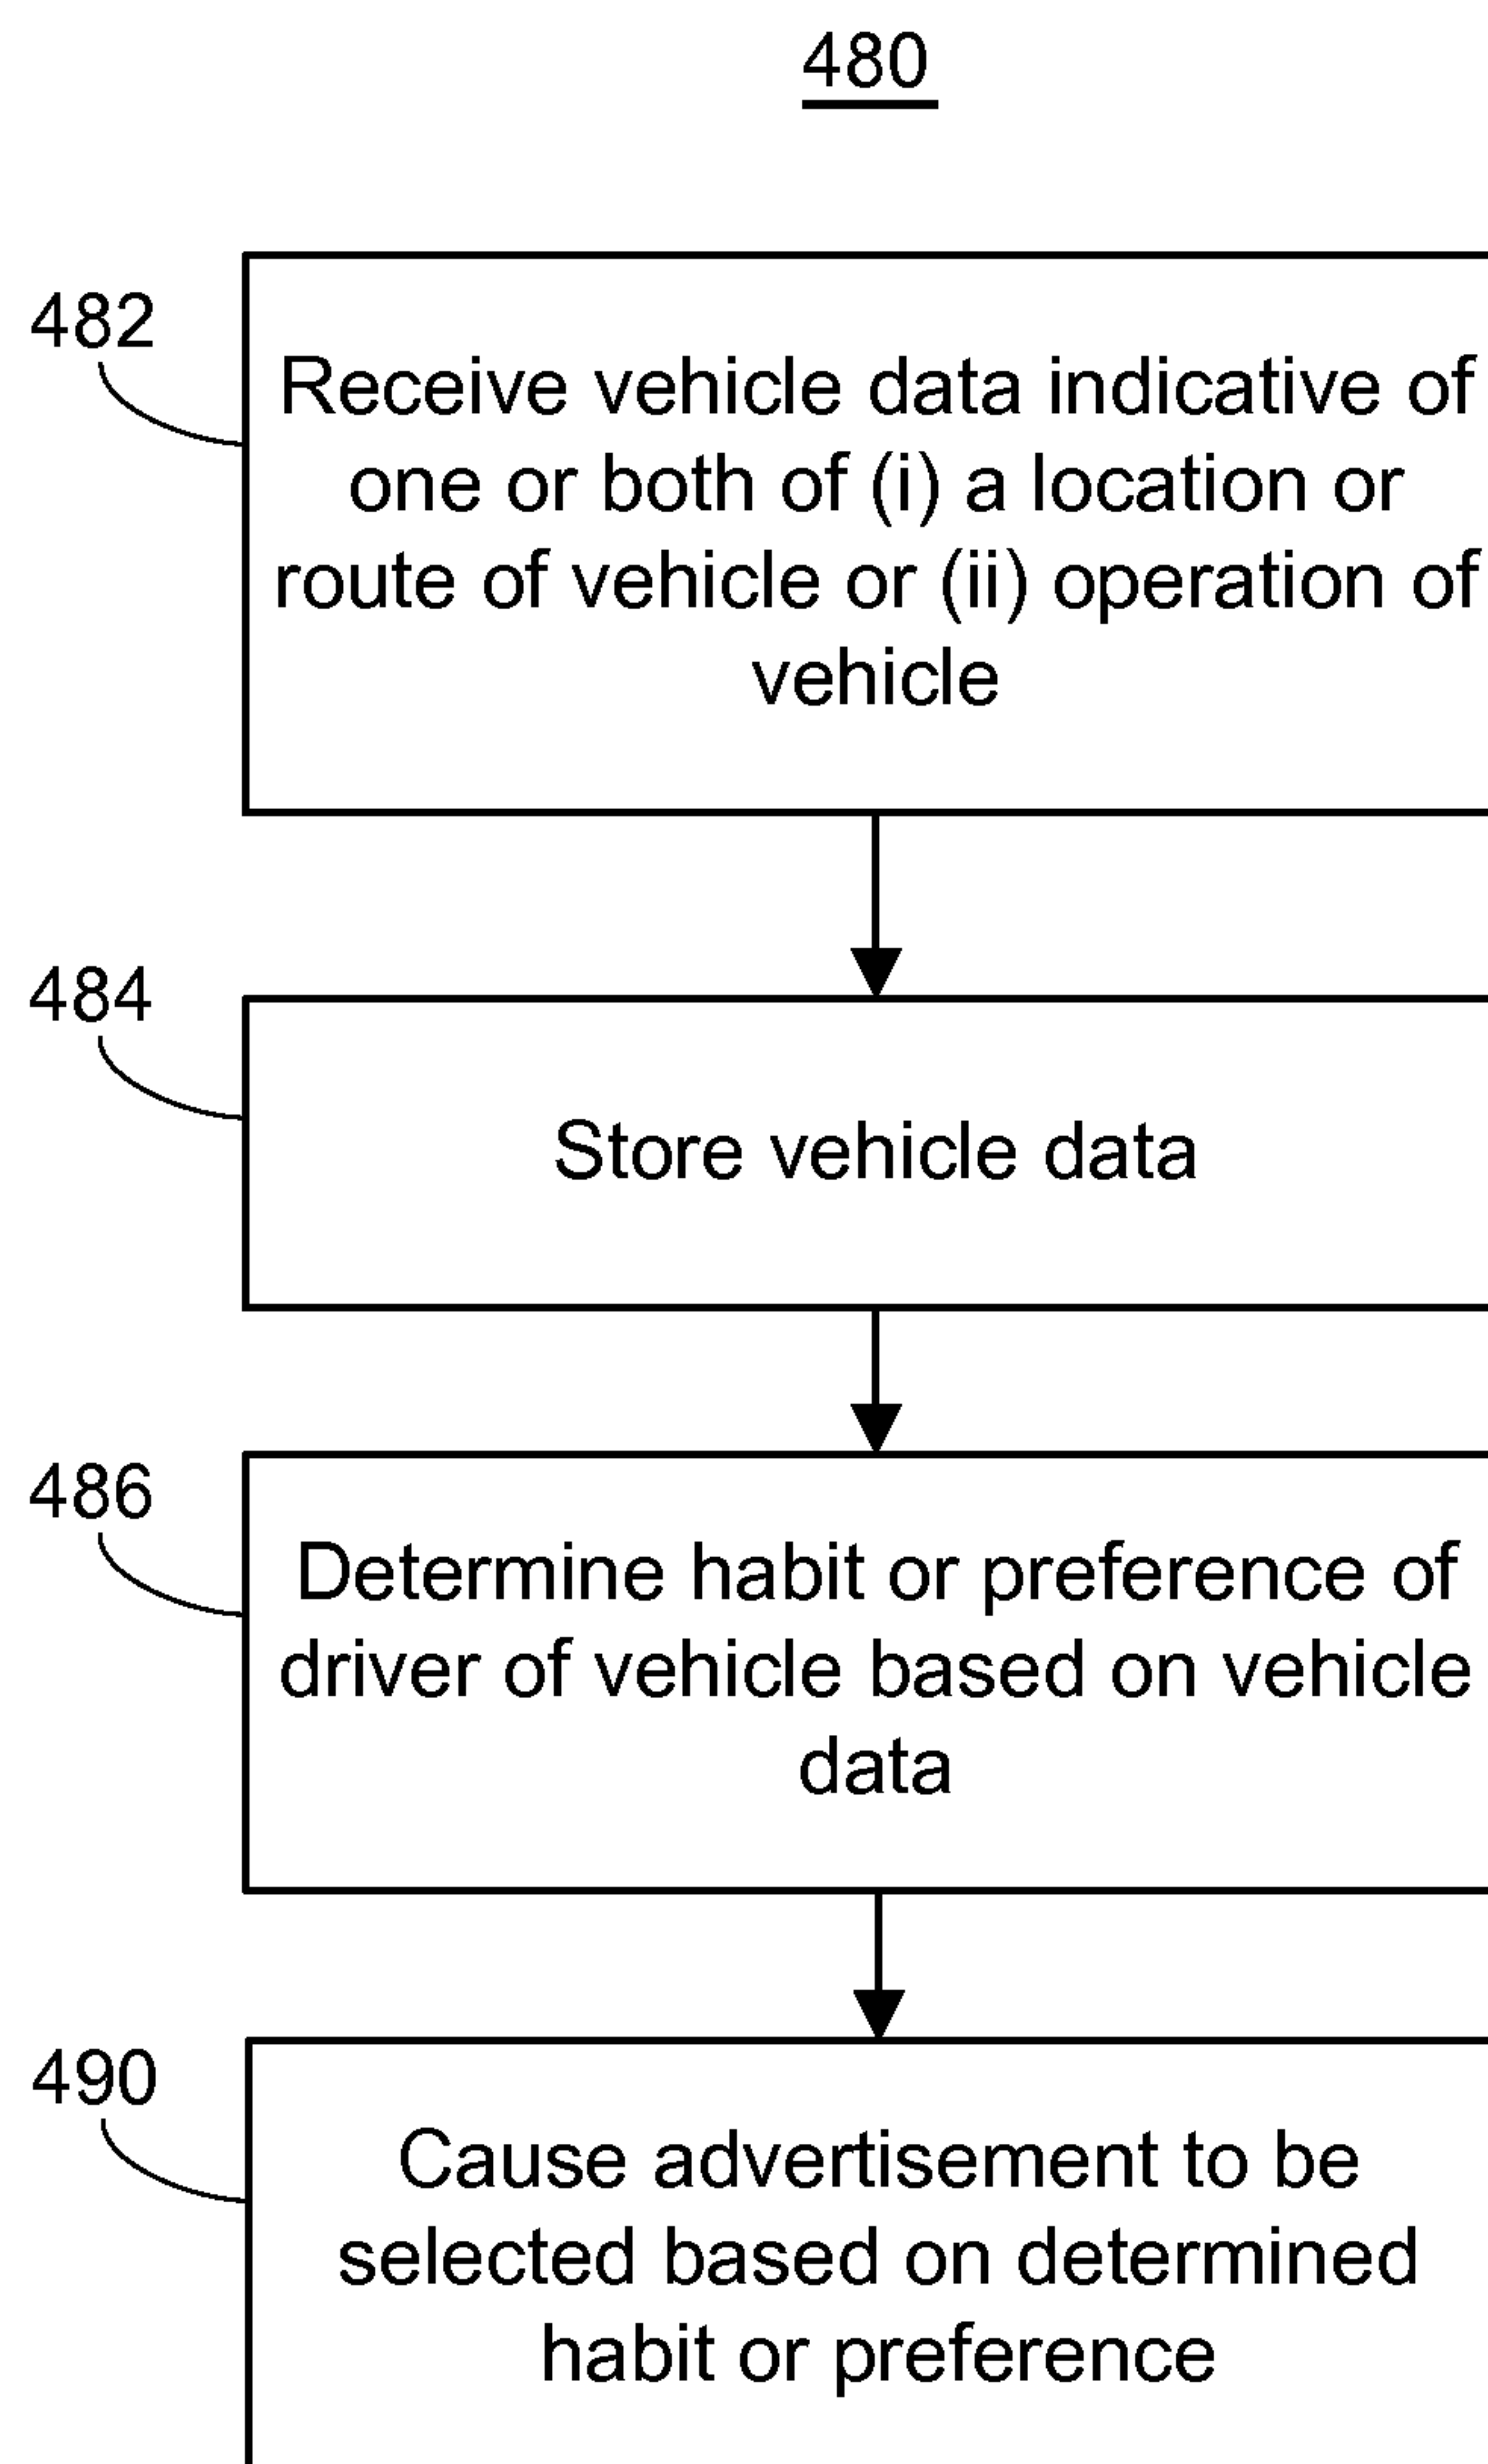 480
482
Receive vehicle data indicative of
one or both of (i) a location or
route of vehicle or (ii) operation of
vehicle
484
Store vehicle data
486
Determine habit or preference of
driver of vehicle based on vehicle
data
490
Cause advertisement to be
selected based on determined
habit or preference